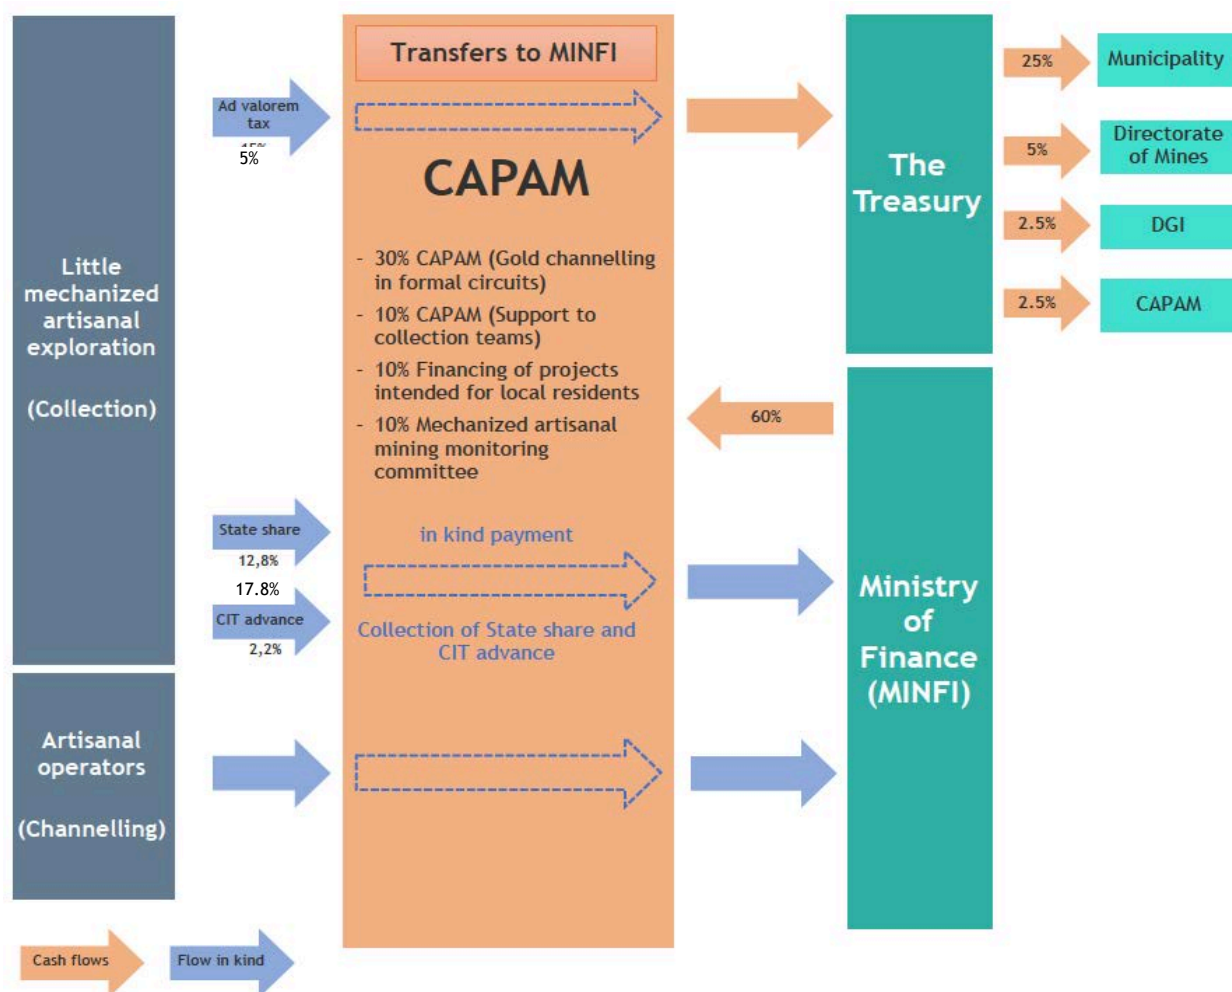 Transfers to MINFI
Ad valorem
tax
5%
CAPAM
- 30% CAPAM (Gold channelling
in formal circuits)
- 10% CAPAM (Support to
collection teams)
- 10% Financing of projects
intended for local residents
- 10% Mechanized artisanal
mining monitoring
committee
Little
mechanized
artisanal
exploration
(Collection)
State share
12,8%
17.8%
CIT advance
2,2%
in kind payment
Collection of State share and
CIT advance
Artisanal
operators
(Channelling)
The
Treasury
25%
Municipality
5%
Directorate
of Mines
2.5%
DGI
2.5%
CAPAM
60%
Ministry
of
Finance
(MINFI)
Cash flows
Flow in kind